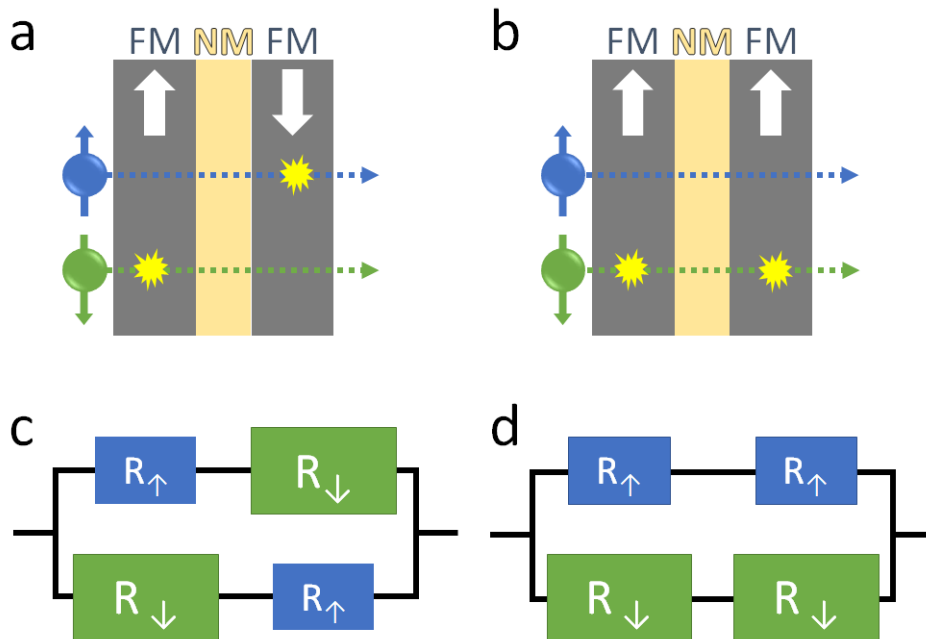 a
FM NM FM
b
FM NM FM
c
R↑ R↓
R↓ R↑
d
R↑ R↑
R↓ R↓